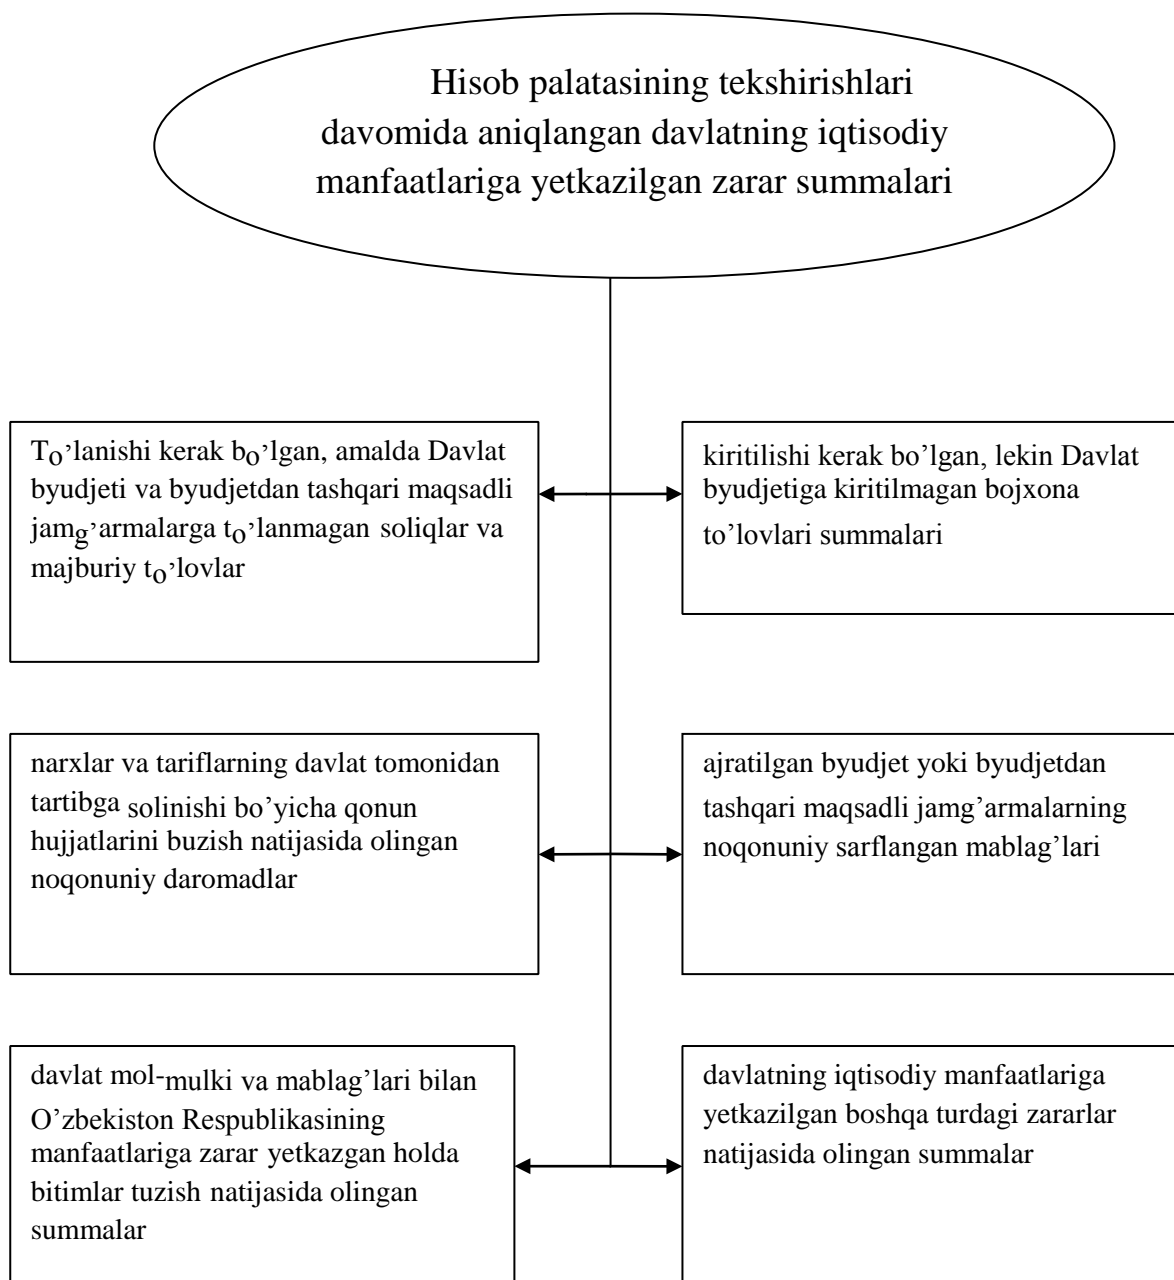 Hisob palatasining tekshirishlari
davomida aniqlangan davlatning iqtisodiy
manfaatlariga yetkazilgan zarar summalari
To’lanishi kerak bo’lgan, amalda Davlat
byudjeti va byudjetdan tashqari maqsadli
jamg’armalarga to’lanmagan soliqlar va
majburiy to’lovlar
kiritilishi kerak bo’lgan, lekin Davlat
byudjetiga kiritilmagan bojxona
to’lovlari summalari
narxlar va tariflarning davlat tomonidan
tartibga solinishi bo’yicha qonun
hujjatlarini buzish natijasida olingan
noqonuniy daromadlar
ajratilgan byudjet yoki byudjetdan
tashqari maqsadli jamg’armalarning
noqonuniy sarflangan mablag’lari
davlat mol-mulki va mablag’lari bilan
O’zbekiston Respublikasining
manfaatlariga zarar yetkazgan holda
bitimlar tuzish natijasida olingan
summalar
davlatning iqtisodiy manfaatlariga
yetkazilgan boshqa turdagi zararlar
natijasida olingan summalar